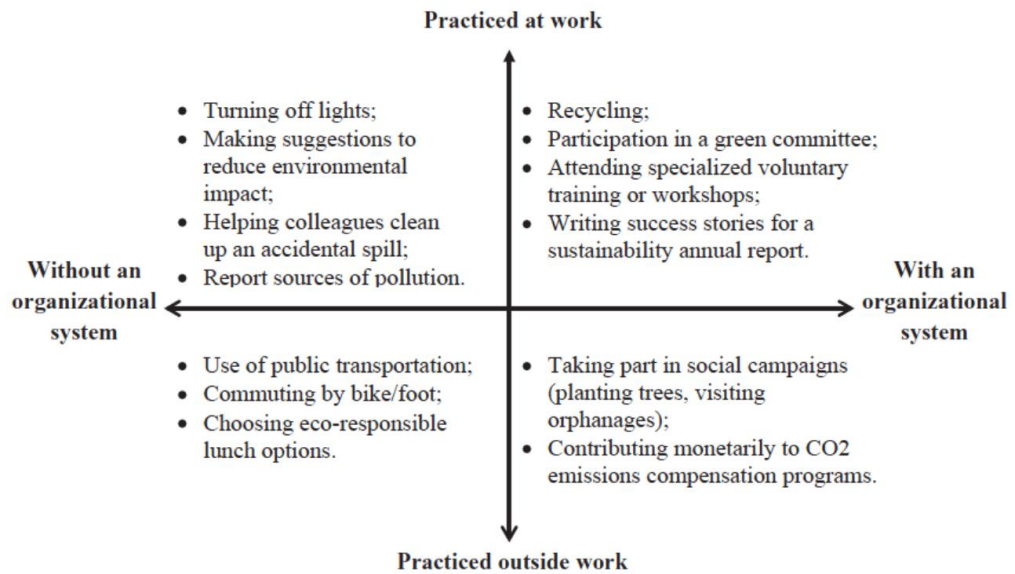 Practiced at work
• Turning off lights;
• Making suggestions to
reduce environmental
impact;
• Helping colleagues clean
up an accidental spill;
• Report sources of pollution.
• Recycling;
• Participation in a green committee;
• Attending specialized voluntary
training or workshops;
• Writing success stories for a
sustainability annual report.
Without an
organizational
system
With an
organizational
system
• Use of public transportation;
• Commuting by bike/foot;
• Choosing eco-responsible
lunch options.
• Taking part in social campaigns
(planting trees, visiting
orphanages);
• Contributing monetarily to CO2
emissions compensation programs.
Practiced outside work